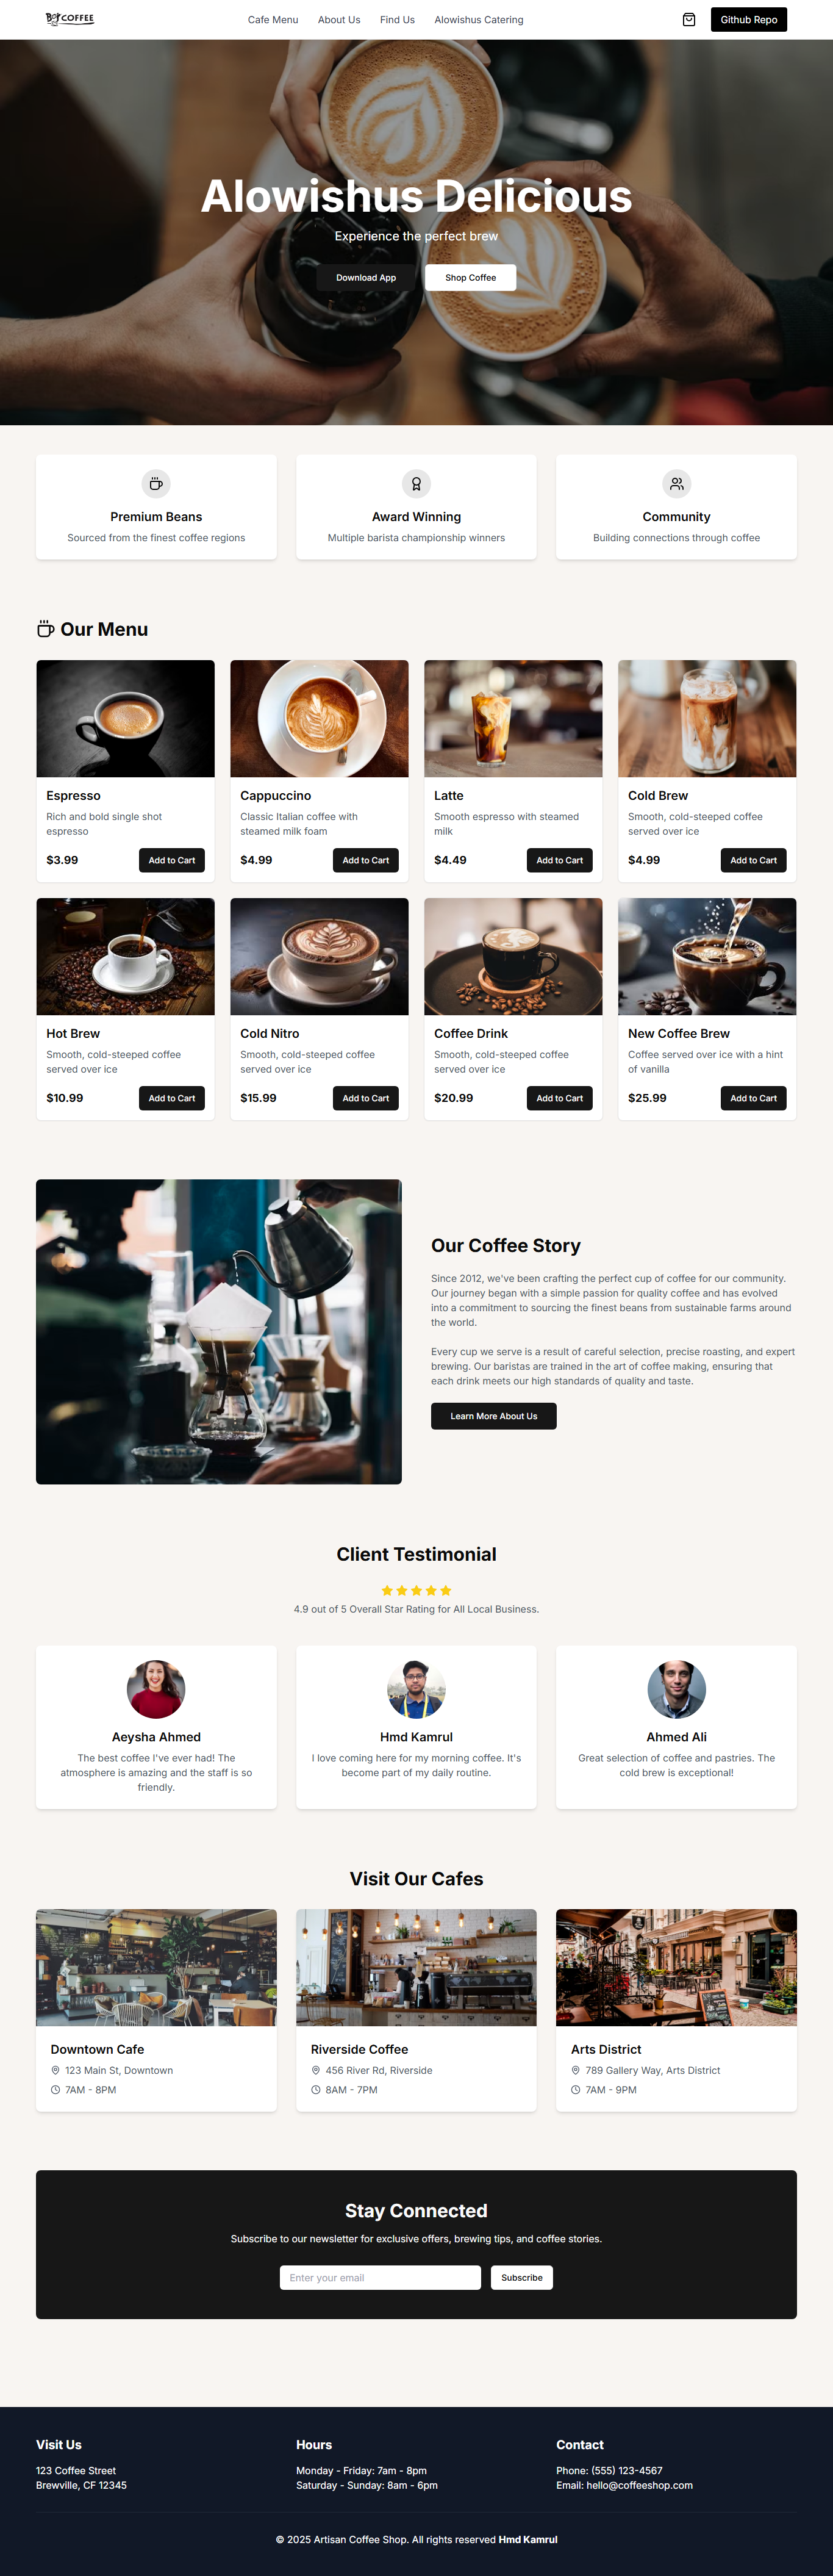 COFFEE
Cafe Menu About Us Find Us Alowishus Catering
Github Repo
Alowishus Delicious
Experience the perfect brew
Download App Shop Coffee
Premium Beans
Sourced from the finest coffee regions
Award Winning
Multiple barista championship winners
Community
Building connections through coffee
Our Menu
Espresso
Rich and bold single shot
espresso
$3.99 Add to Cart
Cappuccino
Classic Italian coffee with
steamed milk foam
$4.99 Add to Cart
Latte
Smooth espresso with steamed
milk
$4.49 Add to Cart
Cold Brew
Smooth, cold-steeped coffee
served over ice
$4.99 Add to Cart
Hot Brew
Smooth, cold-steeped coffee
served over ice
$10.99 Add to Cart
Cold Nitro
Smooth, cold-steeped coffee
served over ice
$15.99 Add to Cart
Coffee Drink
Smooth, cold-steeped coffee
served over ice
$20.99 Add to Cart
New Coffee Brew
Coffee served over ice with a hint
of vanilla
$25.99 Add to Cart
Our Coffee Story
Since 2012, we've been crafting the perfect cup of coffee for our community.
Our journey began with a simple passion for quality coffee and has evolved
into a commitment to sourcing the finest beans from sustainable farms around
the world.
Every cup we serve is a result of careful selection, precise roasting, and expert
brewing. Our baristas are trained in the art of coffee making, ensuring that
each drink meets our high standards of quality and taste.
Learn More About Us
Client Testimonial
4.9 out of 5 Overall Star Rating for All Local Business.
Aeysha Ahmed
The best coffee I've ever had! The
atmosphere is amazing and the staff is so
friendly.
Hmd Kamrul
I love coming here for my morning coffee. It's
become part of my daily routine.
Ahmed Ali
Great selection of coffee and pastries. The
cold brew is exceptional!
Visit Our Cafes
Downtown Cafe
123 Main St, Downtown
7AM - 8PM
Riverside Coffee
456 River Rd, Riverside
8AM - 7PM
Arts District
789 Gallery Way, Arts District
7AM - 9PM
Stay Connected
Subscribe to our newsletter for exclusive offers, brewing tips, and coffee stories.
Enter your email Subscribe
Visit Us
123 Coffee Street
Brewville, CF 12345
Hours
Monday - Friday: 7am - 8pm
Saturday - Sunday: 8am - 6pm
Contact
Phone: (555) 123-4567
Email: hello@coffeeshop.com
© 2025 Artisan Coffee Shop. All rights reserved Hmd Kamrul